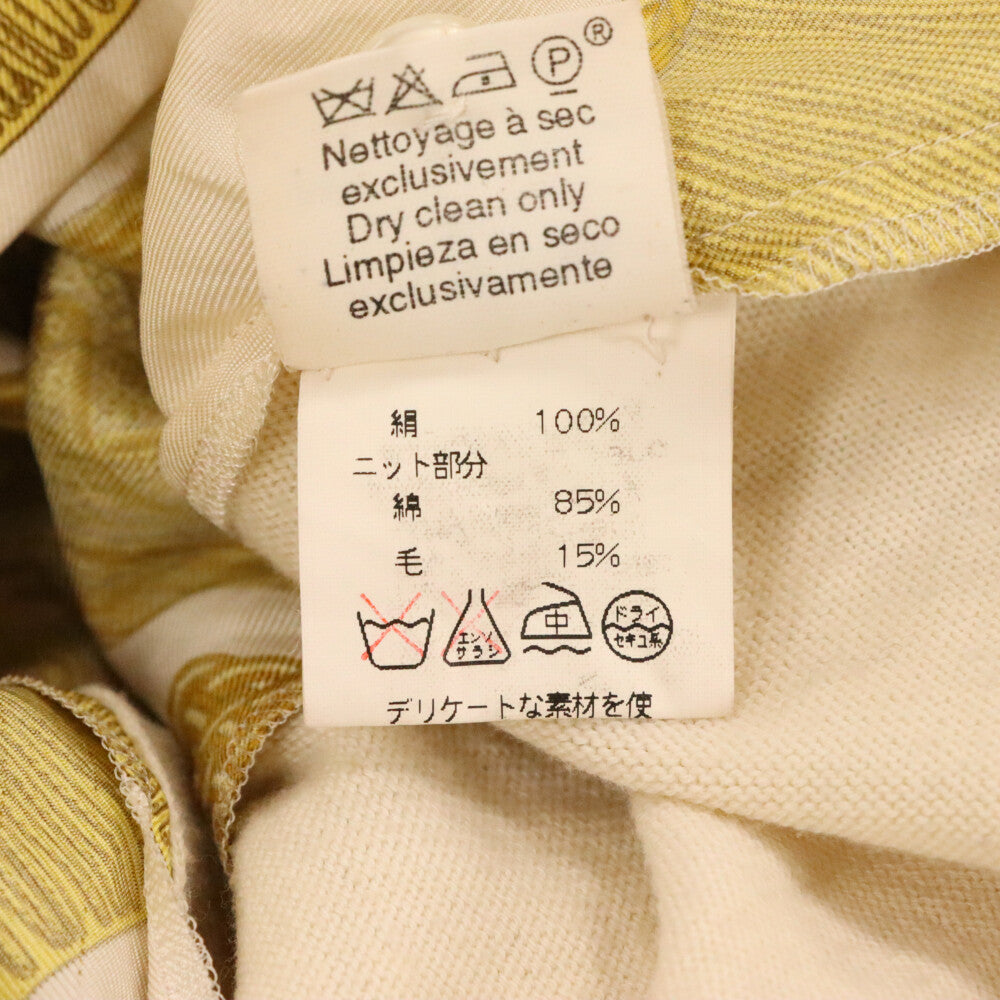 P ®
Nettoyage à sec
exclusivement
Dry clean only
Limpieza en seco
exclusivamente
絹 100%
ニット部分
綿 85%
毛 15%
エンソ
サラシ
中
ドライ
セキユ系
デリケートな素材を使